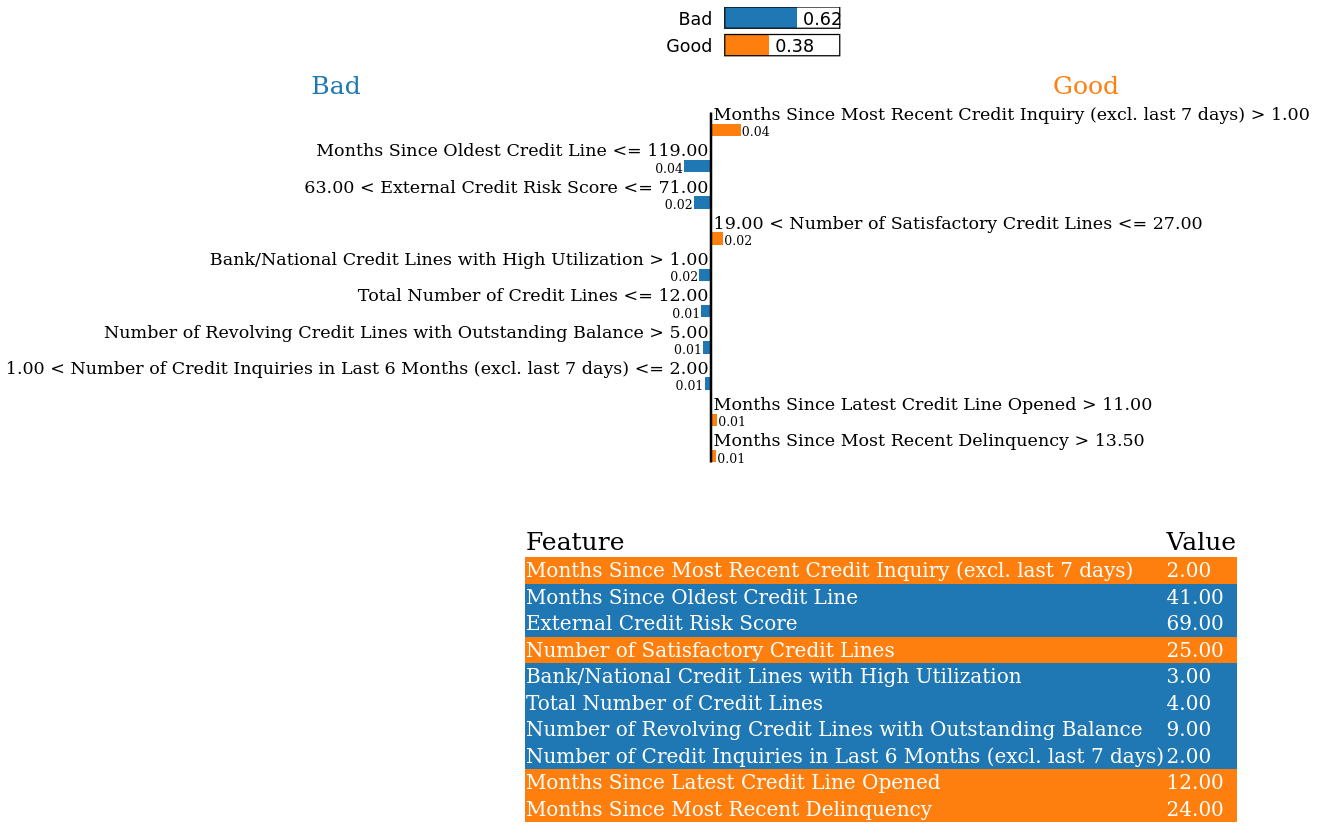 Bad 0.62
Good 0.38
Bad Good
Months Since Most Recent Credit Inquiry (excl. last 7 days) > 1.00
0.04
Months Since Oldest Credit Line <= 119.00
0.04
63.00 < External Credit Risk Score <= 71.00
0.02
19.00 < Number of Satisfactory Credit Lines <= 27.00
0.02
Bank/National Credit Lines with High Utilization > 1.00
0.02
Total Number of Credit Lines <= 12.00
0.01
Number of Revolving Credit Lines with Outstanding Balance > 5.00
0.01
1.00 < Number of Credit Inquiries in Last 6 Months (excl. last 7 days) <= 2.00
0.01
Months Since Latest Credit Line Opened > 11.00
0.01
Months Since Most Recent Delinquency > 13.50
0.01
Feature Value
Months Since Most Recent Credit Inquiry (excl. last 7 days) 2.00
Months Since Oldest Credit Line 41.00
External Credit Risk Score 69.00
Number of Satisfactory Credit Lines 25.00
Bank/National Credit Lines with High Utilization 3.00
Total Number of Credit Lines 4.00
Number of Revolving Credit Lines with Outstanding Balance 9.00
Number of Credit Inquiries in Last 6 Months (excl. last 7 days) 2.00
Months Since Latest Credit Line Opened 12.00
Months Since Most Recent Delinquency 24.00